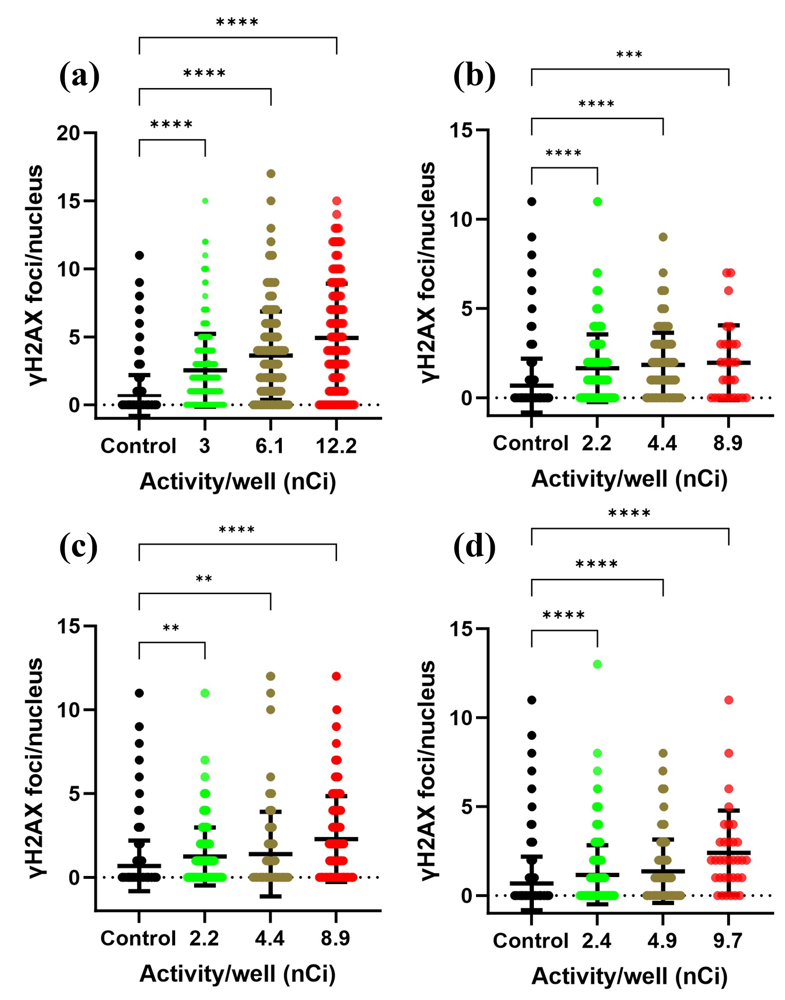 ****
(a)
****
****
20
15
10
5
0
γH2AX foci/nucleus
Control 3 6.1 12.2
Activity/well (nCi)
(b)
***
****
****
15
10
5
0
γH2AX foci/nucleus
Control 2.2 4.4 8.9
Activity/well (nCi)
(c)
****
**
**
15
10
5
0
γH2AX foci/nucleus
Control 2.2 4.4 8.9
Activity/well (nCi)
(d)
****
****
****
15
10
5
0
γH2AX foci/nucleus
Control 2.4 4.9 9.7
Activity/well (nCi)